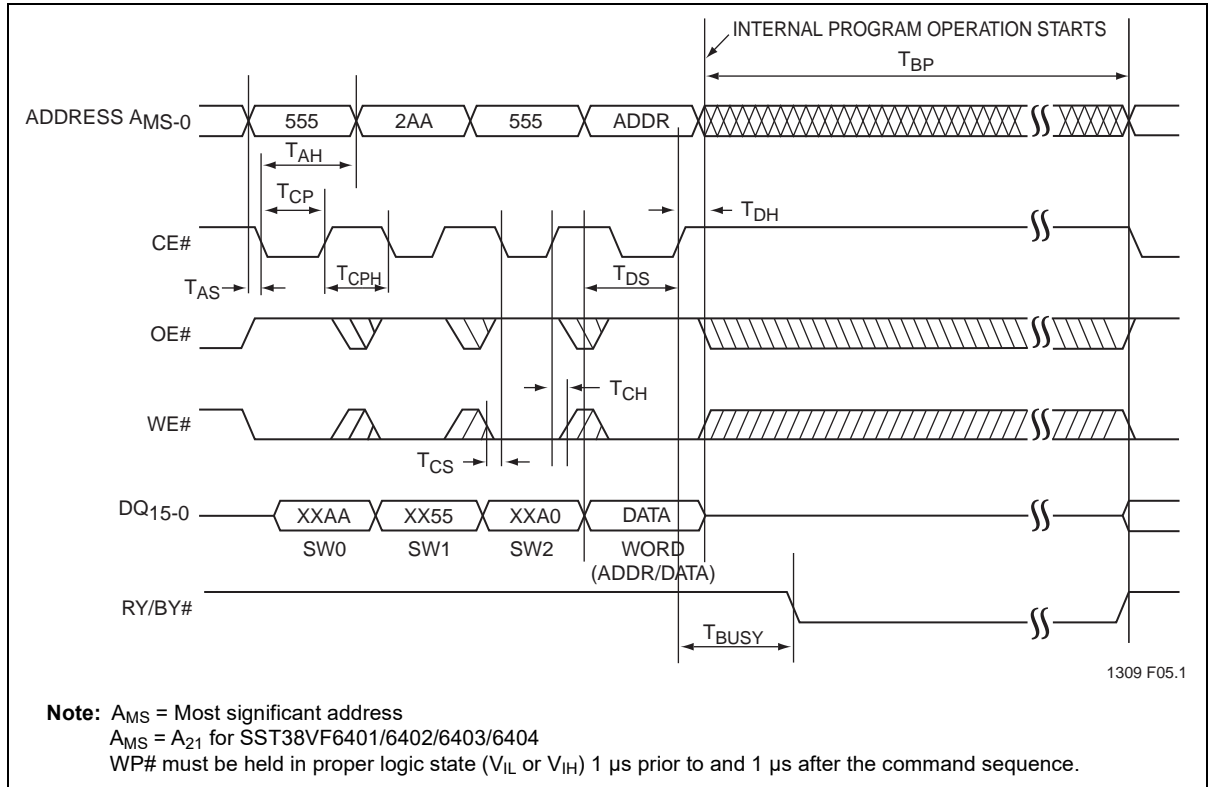 INTERNAL PROGRAM OPERATION STARTS
TBP
ADDRESS AMS-0
555
2AA
555
ADDR
TAH
TCP
TDH
CE#
TCPH
TDS
TAS
OE#
TCH
WE#
TCS
DQ15-0
XXAA
XX55
XXA0
DATA
SW0
SW1
SW2
WORD
(ADDR/DATA)
RY/BY#
TBUSY
1309 F05.1
Note: AMS = Most significant address
AMS = A21 for SST38VF6401/6402/6403/6404
WP# must be held in proper logic state (VIL or VIH) 1 µs prior to and 1 µs after the command sequence.